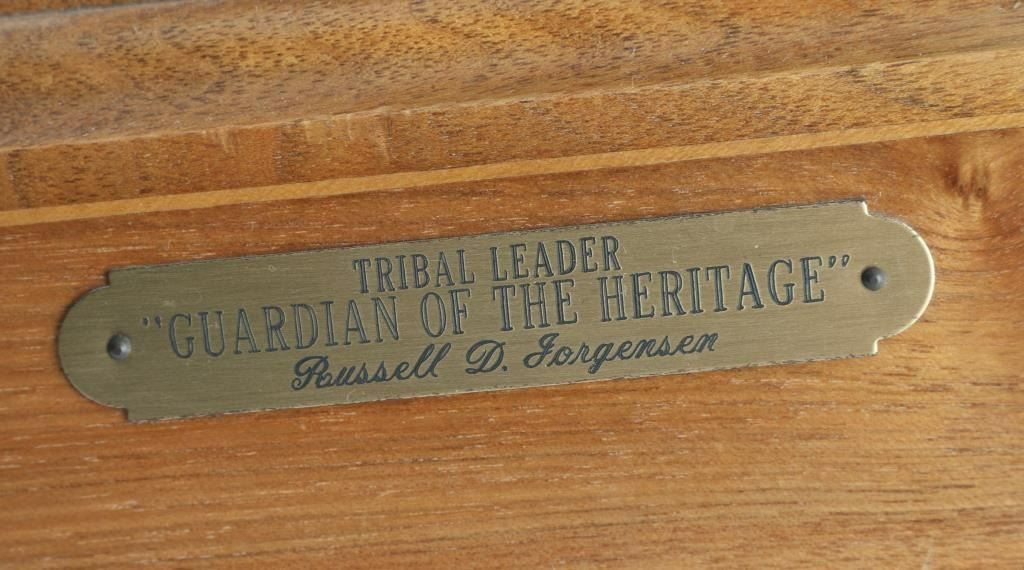 TRIBAL LEADER
"GUARDIAN OF THE HERITAGE"
Russell D. Jorgensen